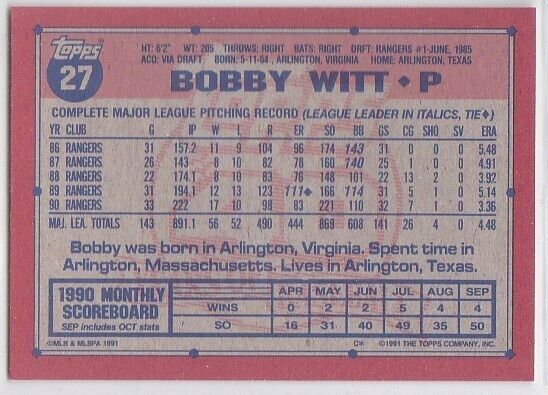 topps
27
HT: 6'2" WT: 205 THROWS: RIGHT BATS: RIGHT DRFT: RANGERS #1-JUNE, 1985
ACQ: VIA DRAFT BORN: 5-11-64, ARLINGTON, VIRGINIA HOME: ARLINGTON, TEXAS
BOBBY WITT♦P
COMPLETE MAJOR LEAGUE PITCHING RECORD (LEAGUE LEADER IN ITALICS, TIE♦)
YR CLUB G IP W L R ER SO BB GS CG SHO SV ERA
86 RANGERS 31 157.2 11 9 104 96 174 143 31 0 0 0 5.48
87 RANGERS 26 143 8 10 82 78 160 140 25 1 0 0 4.91
88 RANGERS 22 174.1 8 10 83 76 148 101 22 13 2 0 3.92
89 RANGERS 31 194.1 12 13 123 111♦ 166 114 31 5 1 0 5.14
90 RANGERS 33 222 17 10 98 83 221 110 32 7 1 0 3.36
MAJ. LEA. TOTALS 143 891.1 56 52 490 444 869 608 141 26 4 0 4.48
Bobby was born in Arlington, Virginia. Spent time in
Arlington, Massachusetts. Lives in Arlington, Texas.
1990 MONTHLY
SCOREBOARD
SEP includes OCT stats
APR MAY JUN JUL AUG SEP
WINS 0 2 2 5 4 4
SO 16 31 40 49 35 50
©MLB & MLBPA 1991 C* ©1991 THE TOPPS COMPANY, INC.